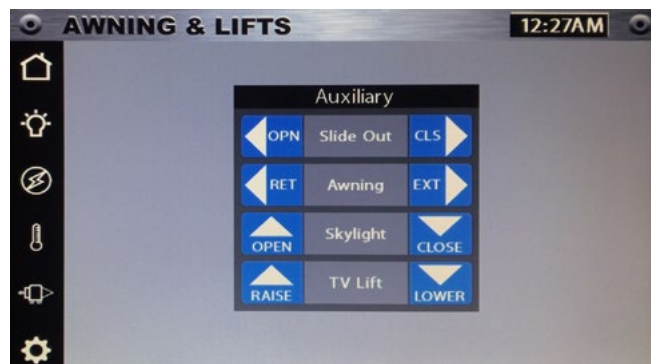 AWNING & LIFTS 12:27AM
Auxiliary
OPN Slide Out CLS
RET Awning EXT
OPEN Skylight CLOSE
RAISE TV Lift LOWER